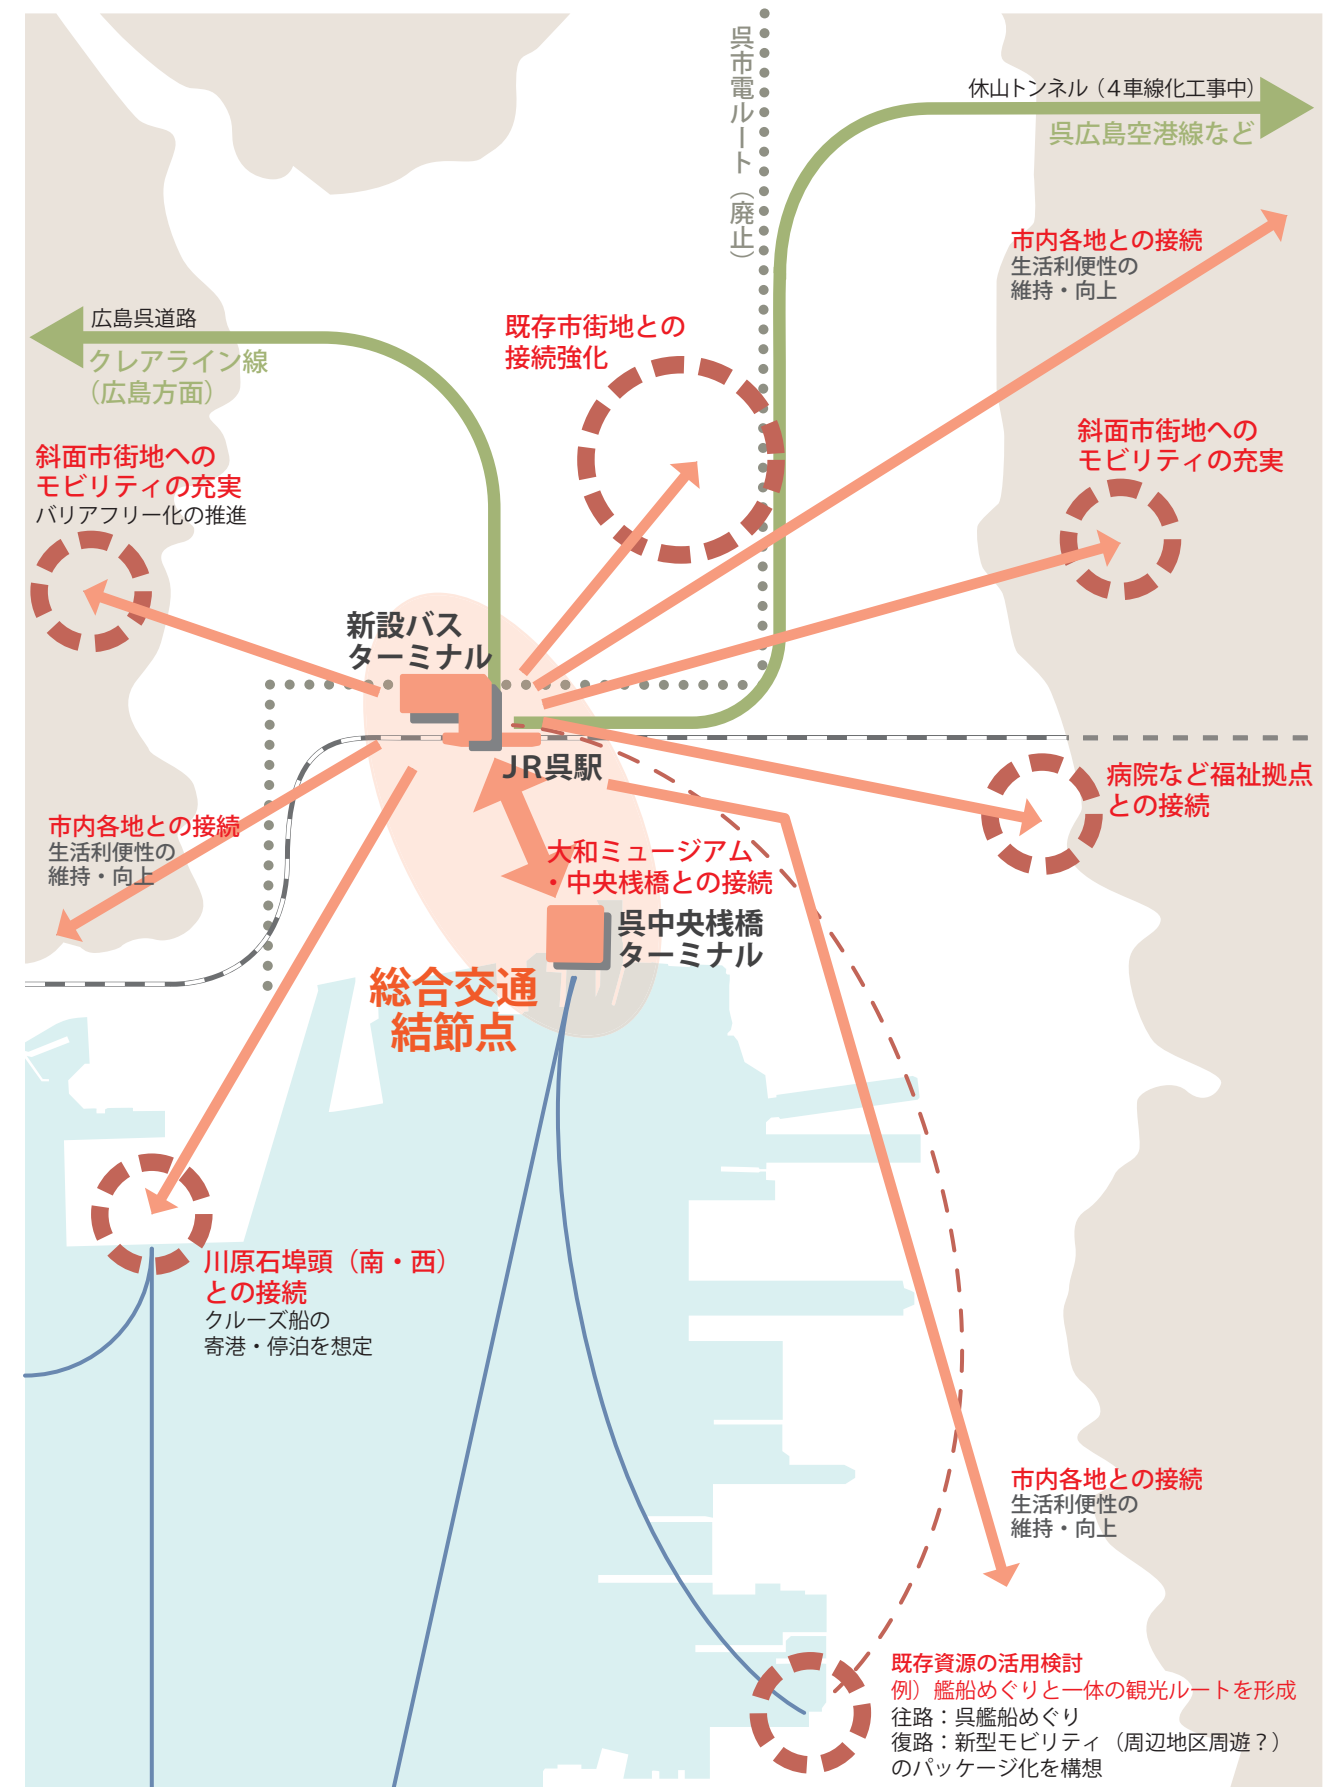 呉市電ルート（廃止）
休山トンネル（４車線化工事中）
呉広島空港線など
市内各地との接続
生活利便性の
維持・向上
広島呉道路
クレアライン線
（広島方面）
既存市街地との
接続強化
斜面市街地への
モビリティの充実
バリアフリー化の推進
斜面市街地への
モビリティの充実
新設バス
ターミナル
JR呉駅
病院など福祉拠点
との接続
市内各地との接続
生活利便性の
維持・向上
大和ミュージアム
・中央桟橋との接続
呉中央桟橋
ターミナル
総合交通
結節点
川原石埠頭（南・西）
との接続
クルーズ船の
寄港・停泊を想定
市内各地との接続
生活利便性の
維持・向上
既存資源の活用検討
例）艦船めぐりと一体の観光ルートを形成
往路：呉艦船めぐり
復路：新型モビリティ（周辺地区周遊？）
のパッケージ化を構想